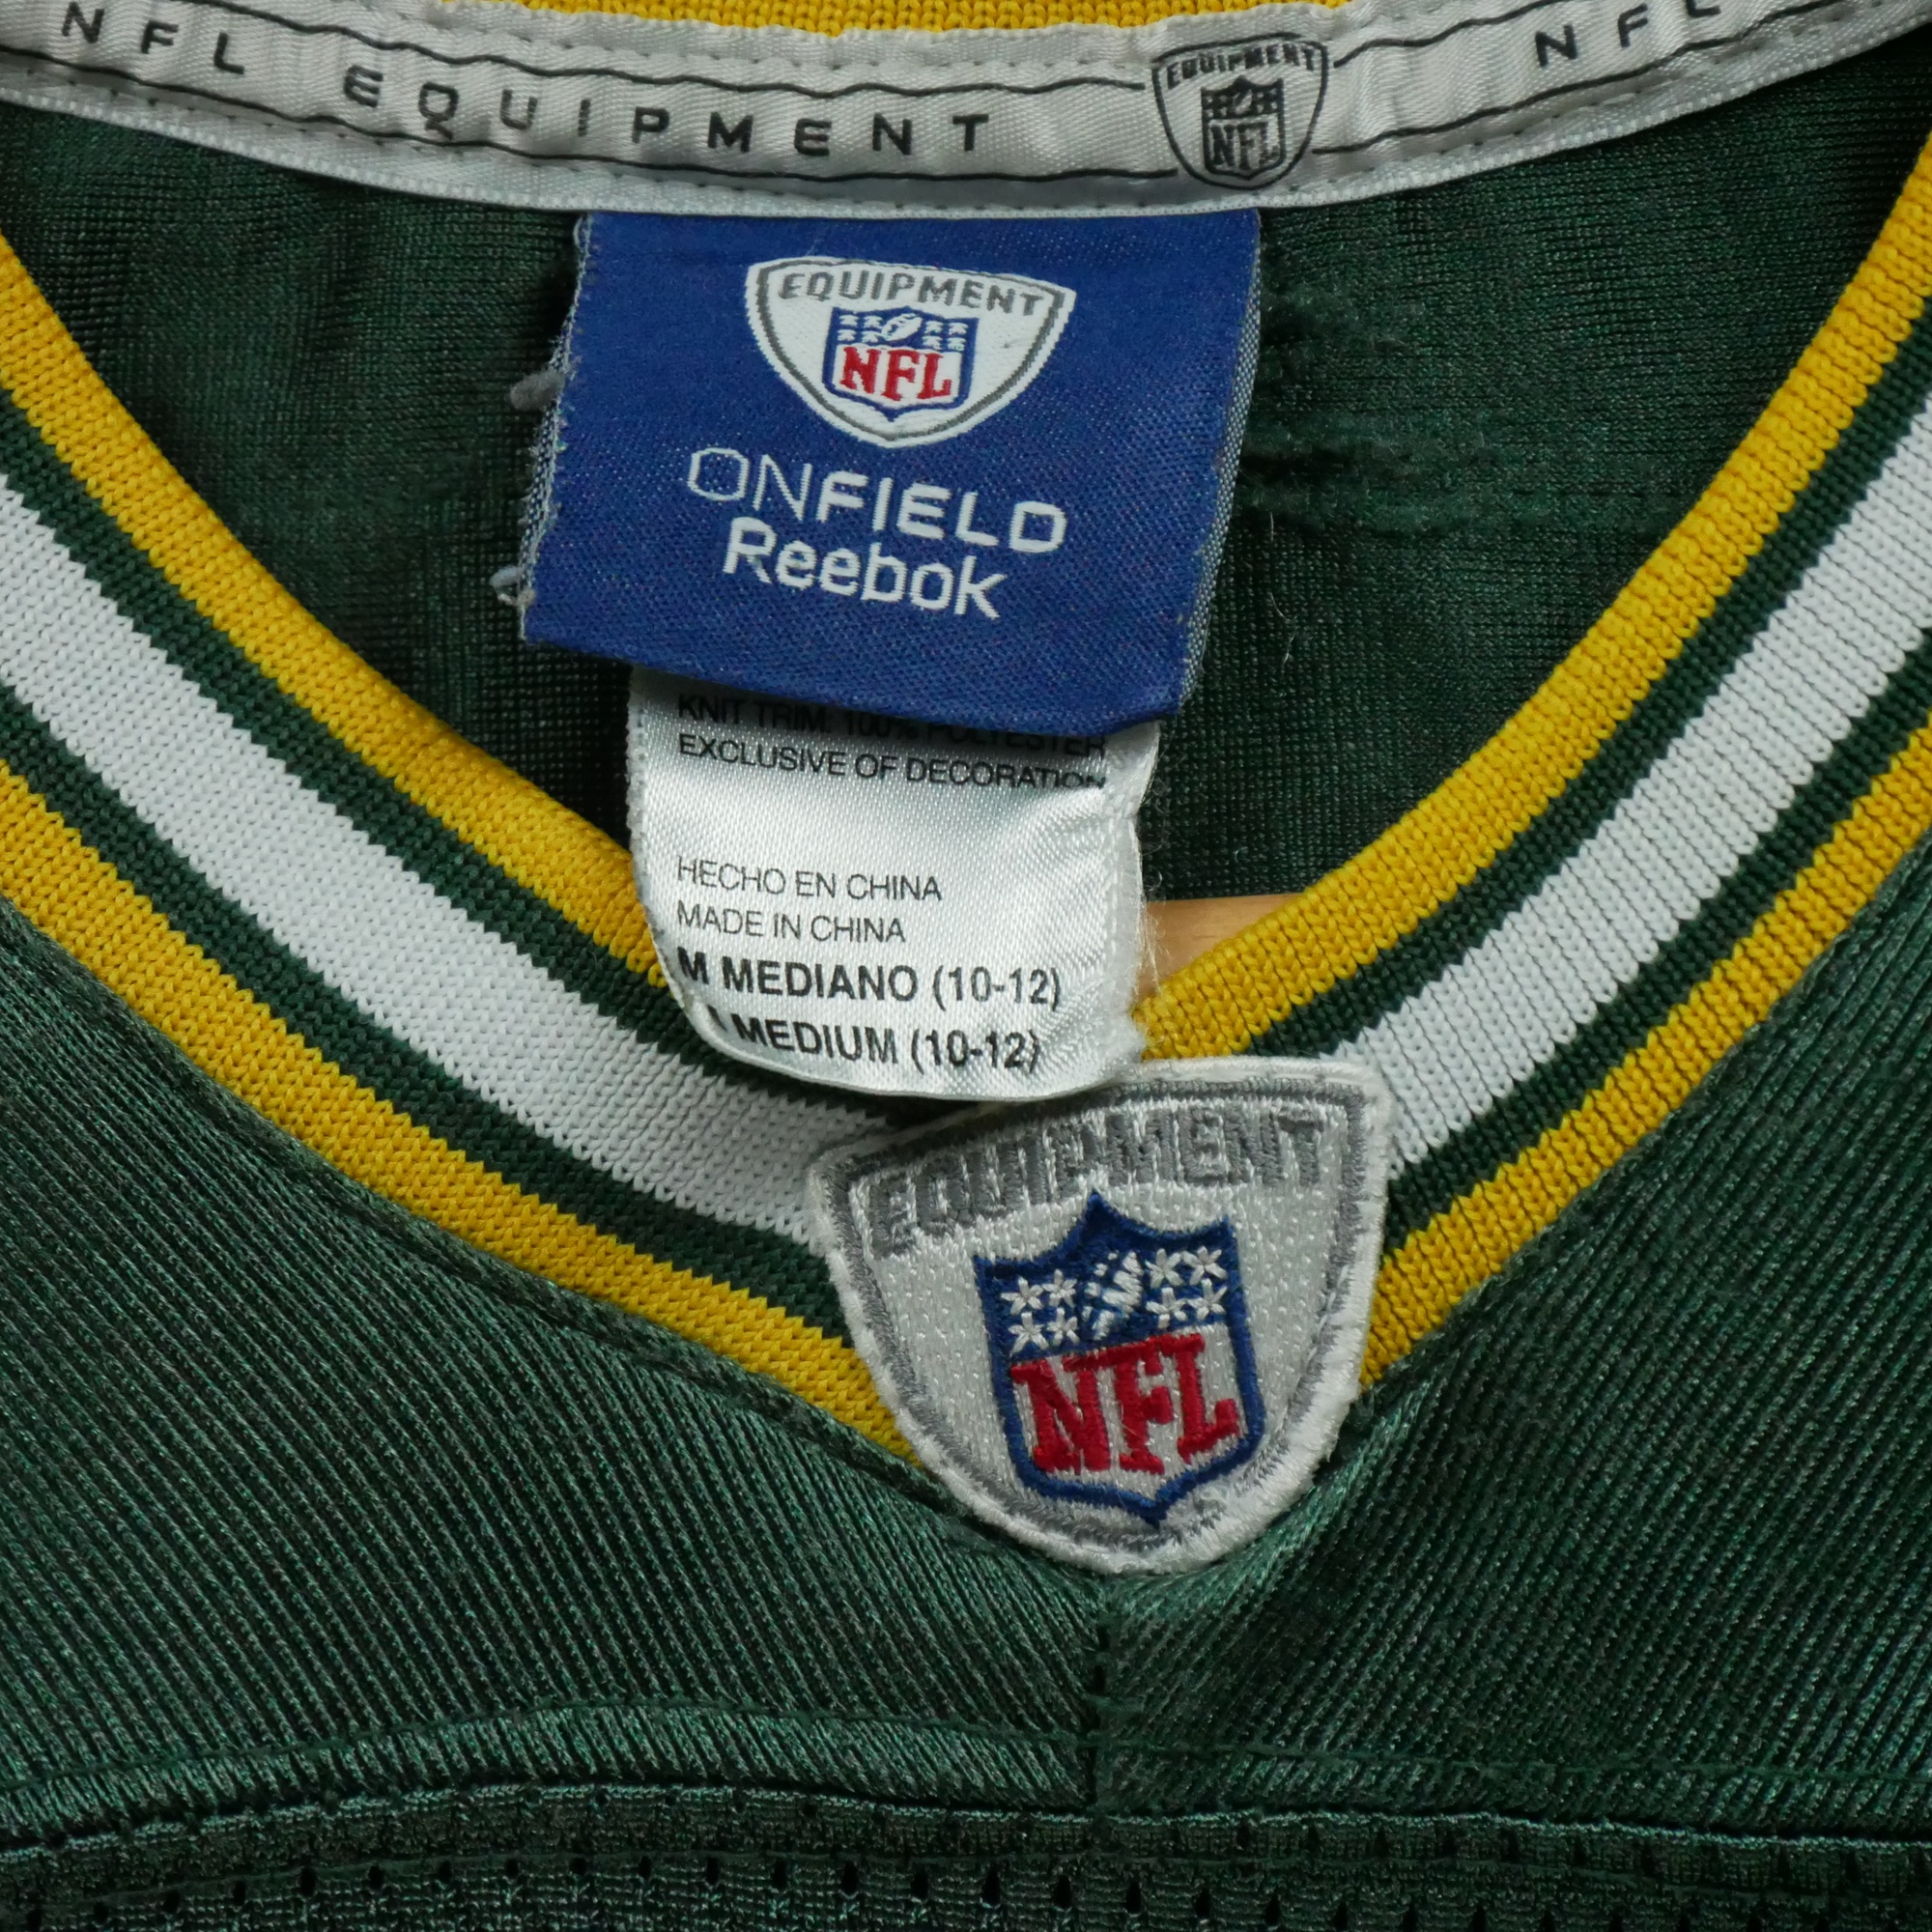 NFL EQUIPMENT
EQUIPMENT
NFL
NFL
EQUIPMENT
NFL
ONFIELD
Reebok
KNIT TRIM: 100% POLYESTER
EXCLUSIVE OF DECORATION
HECHO EN CHINA
MADE IN CHINA
M MEDIANO (10-12)
MEDIUM (10-12)
EQUIPMENT
NFL